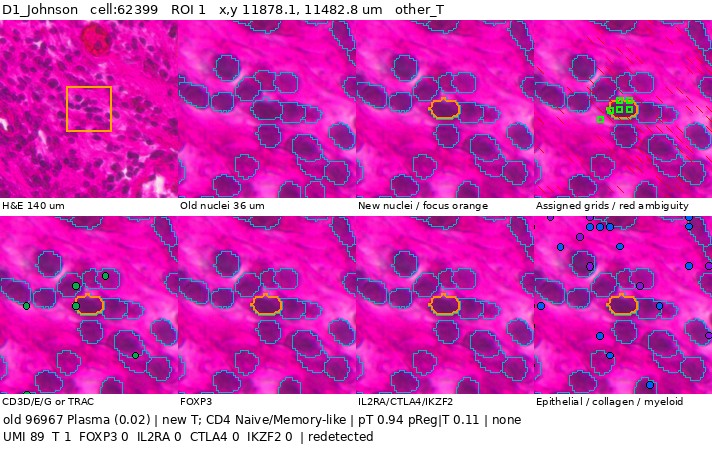 D1_Johnson cell:62399 ROI 1 x,y 11878.1, 11482.8 um other_T
H&E 140 um
Old nuclei 36 um
New nuclei / focus orange
Assigned grids / red ambiguity
CD3D/E/G or TRAC
FOXP3
IL2RA/CTLA4/IKZF2
Epithelial / collagen / myeloid
old 96967 Plasma (0.02) | new T; CD4 Naive/Memory-like | pT 0.94 pReg|T 0.11 | none
UMI 89 T 1 FOXP3 0 IL2RA 0 CTLA4 0 IKZF2 0 | redetected